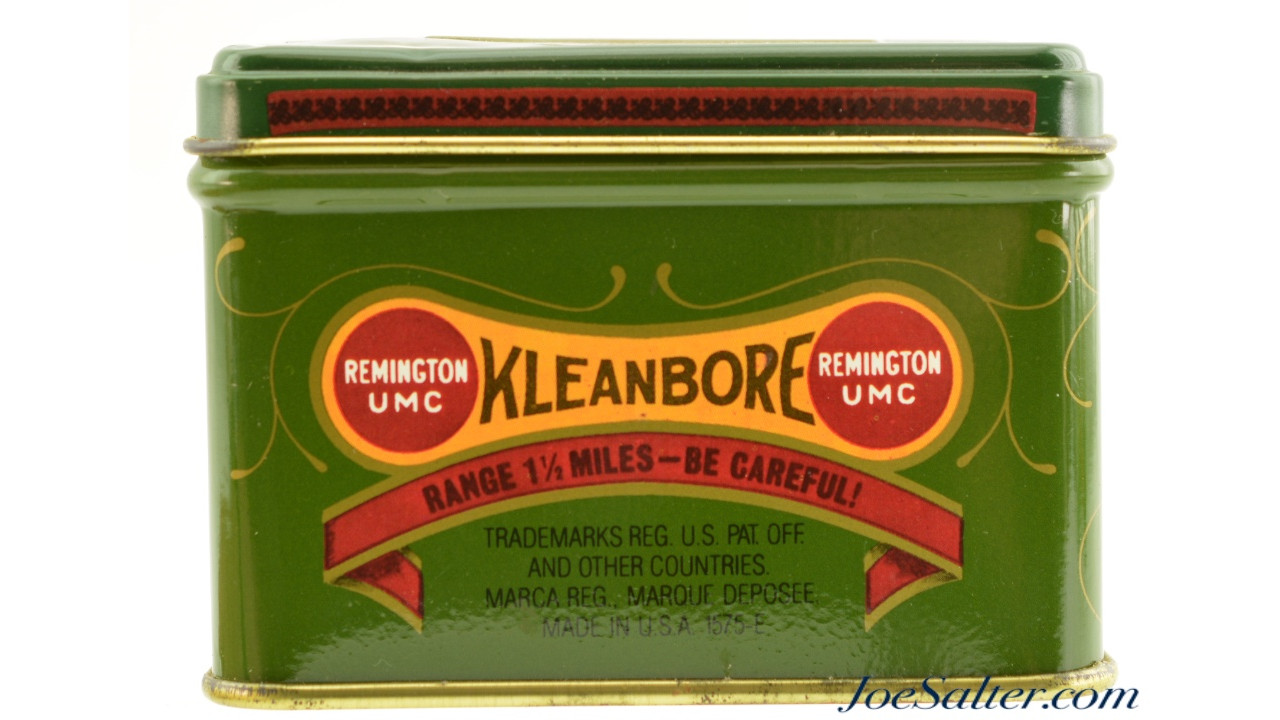 REMINGTON
UMC
KLEANBORE
REMINGTON
UMC
RANGE 1½ MILES—BE CAREFUL!
TRADEMARKS REG. U.S. PAT. OFF.
AND OTHER COUNTRIES.
MARCA REG., MARQUE DEPOSEE.
MADE IN U.S.A. 1575-E
JoeSalter.com